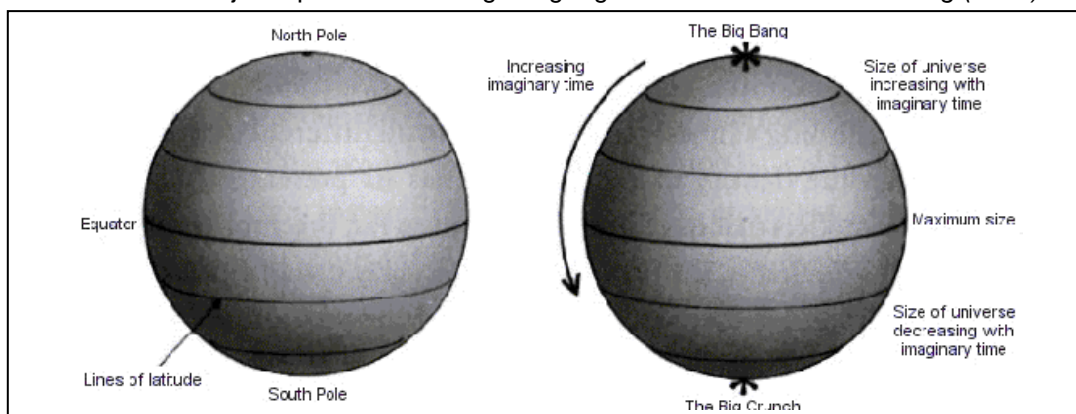 North Pole
Equator
Lines of latitude
South Pole
The Big Bang
Increasing
imaginary time
Size of universe
increasing with
imaginary time
Maximum size
Size of universe
decreasing with
imaginary time
The Big Crunch